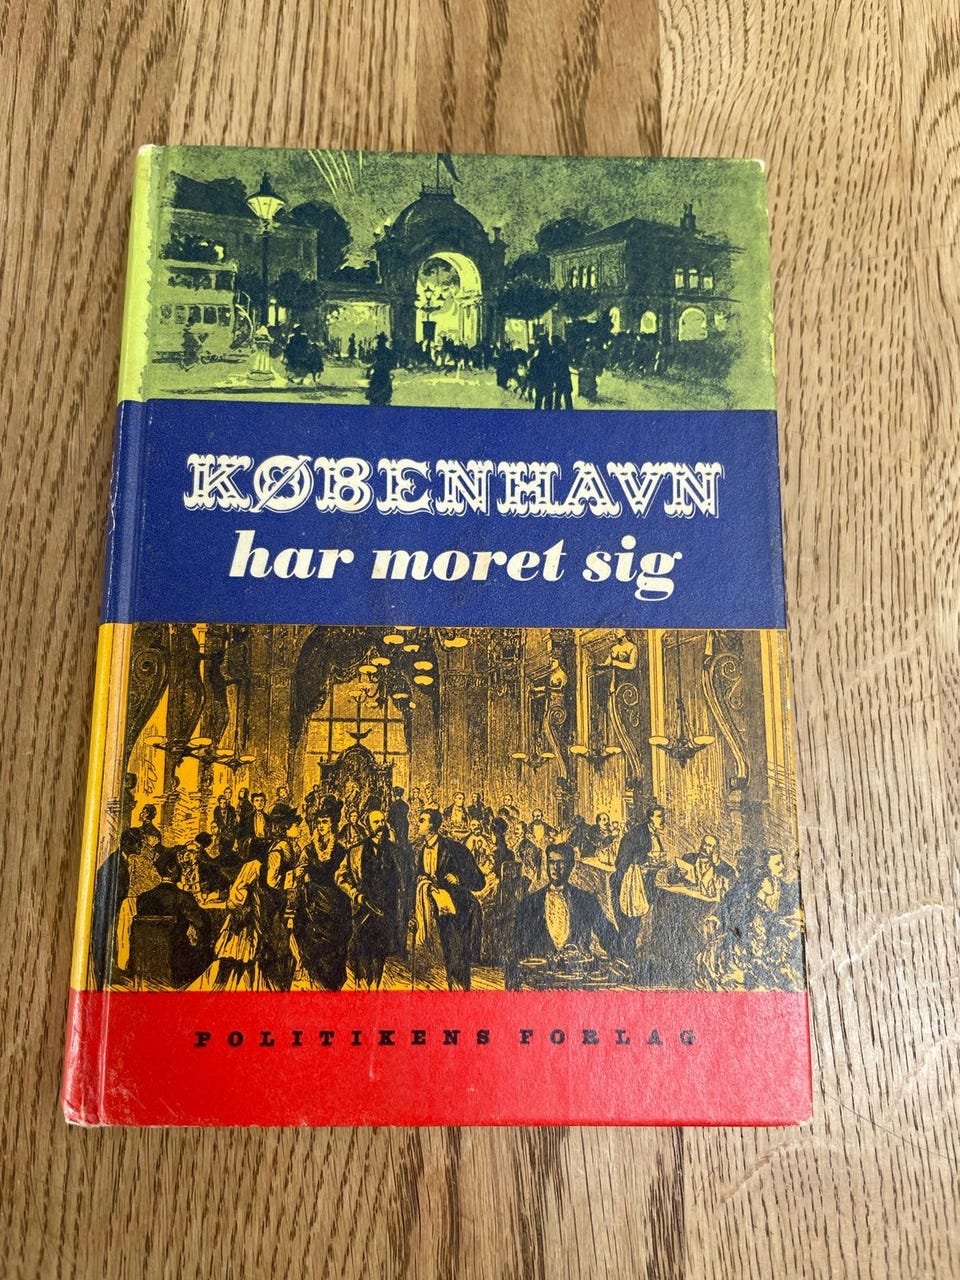 KØBENHAVN
har moret sig
POLITIKENS FORLAG